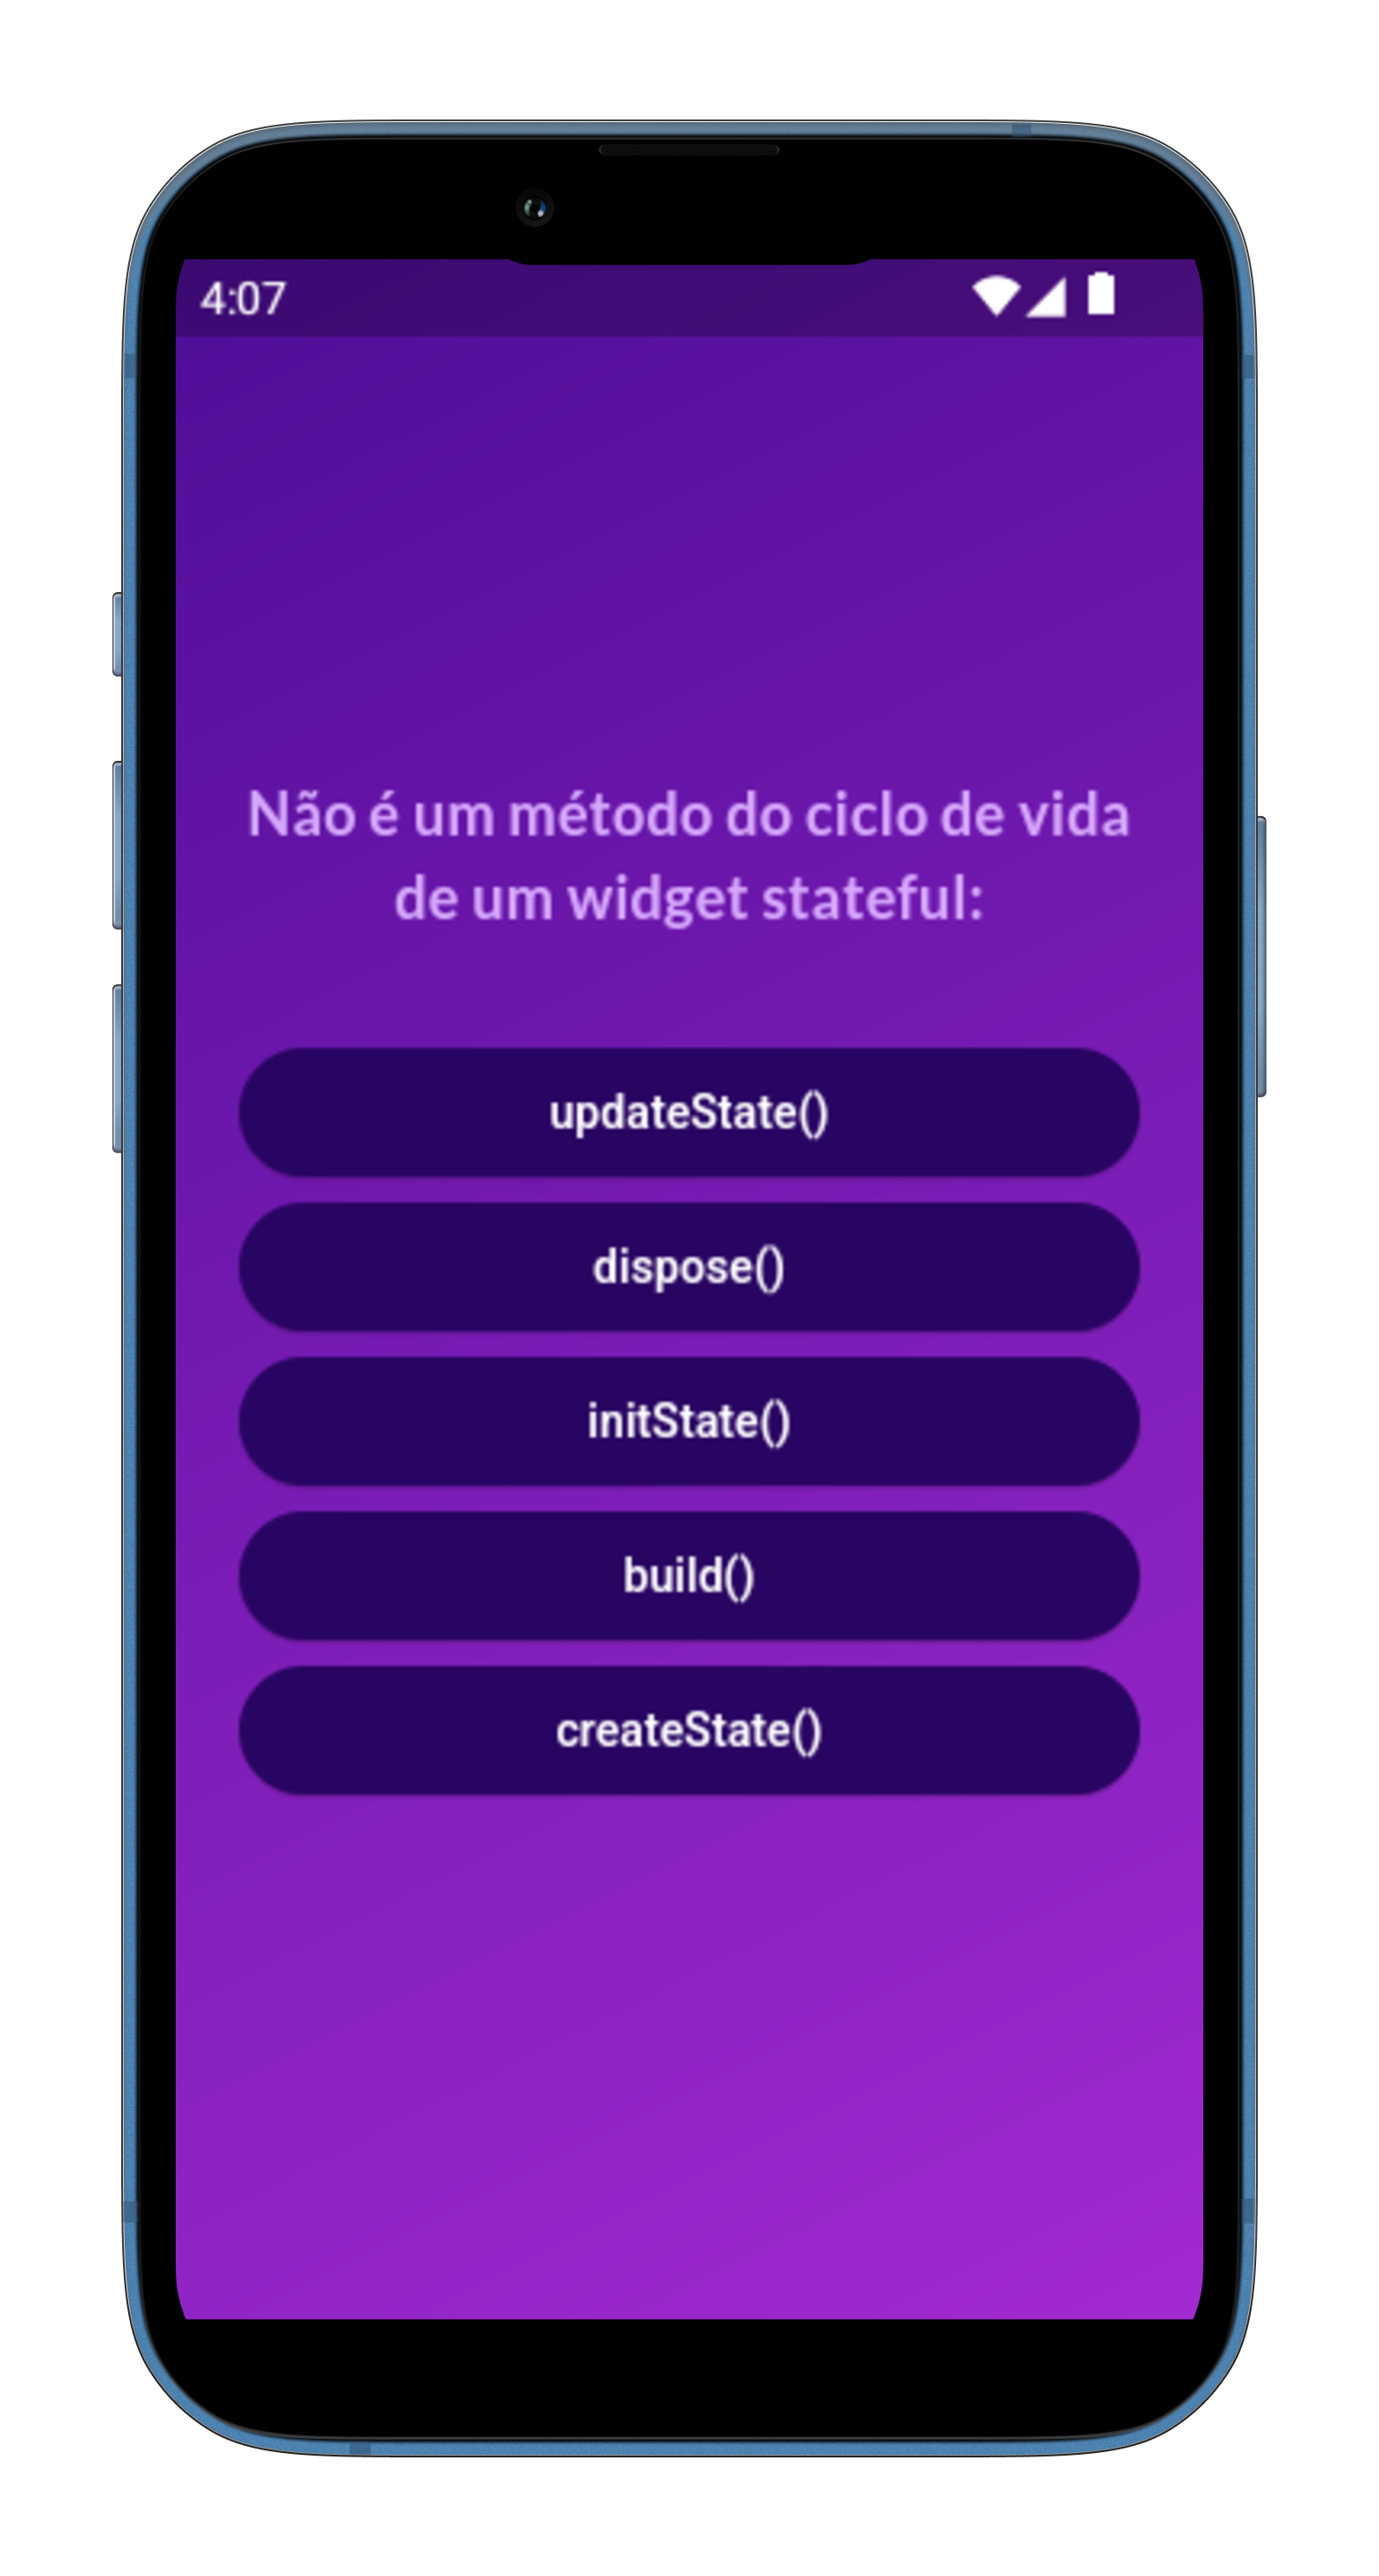 4:07
Não é um método do ciclo de vida
de um widget stateful:
updateState()
dispose()
initState()
build()
createState()